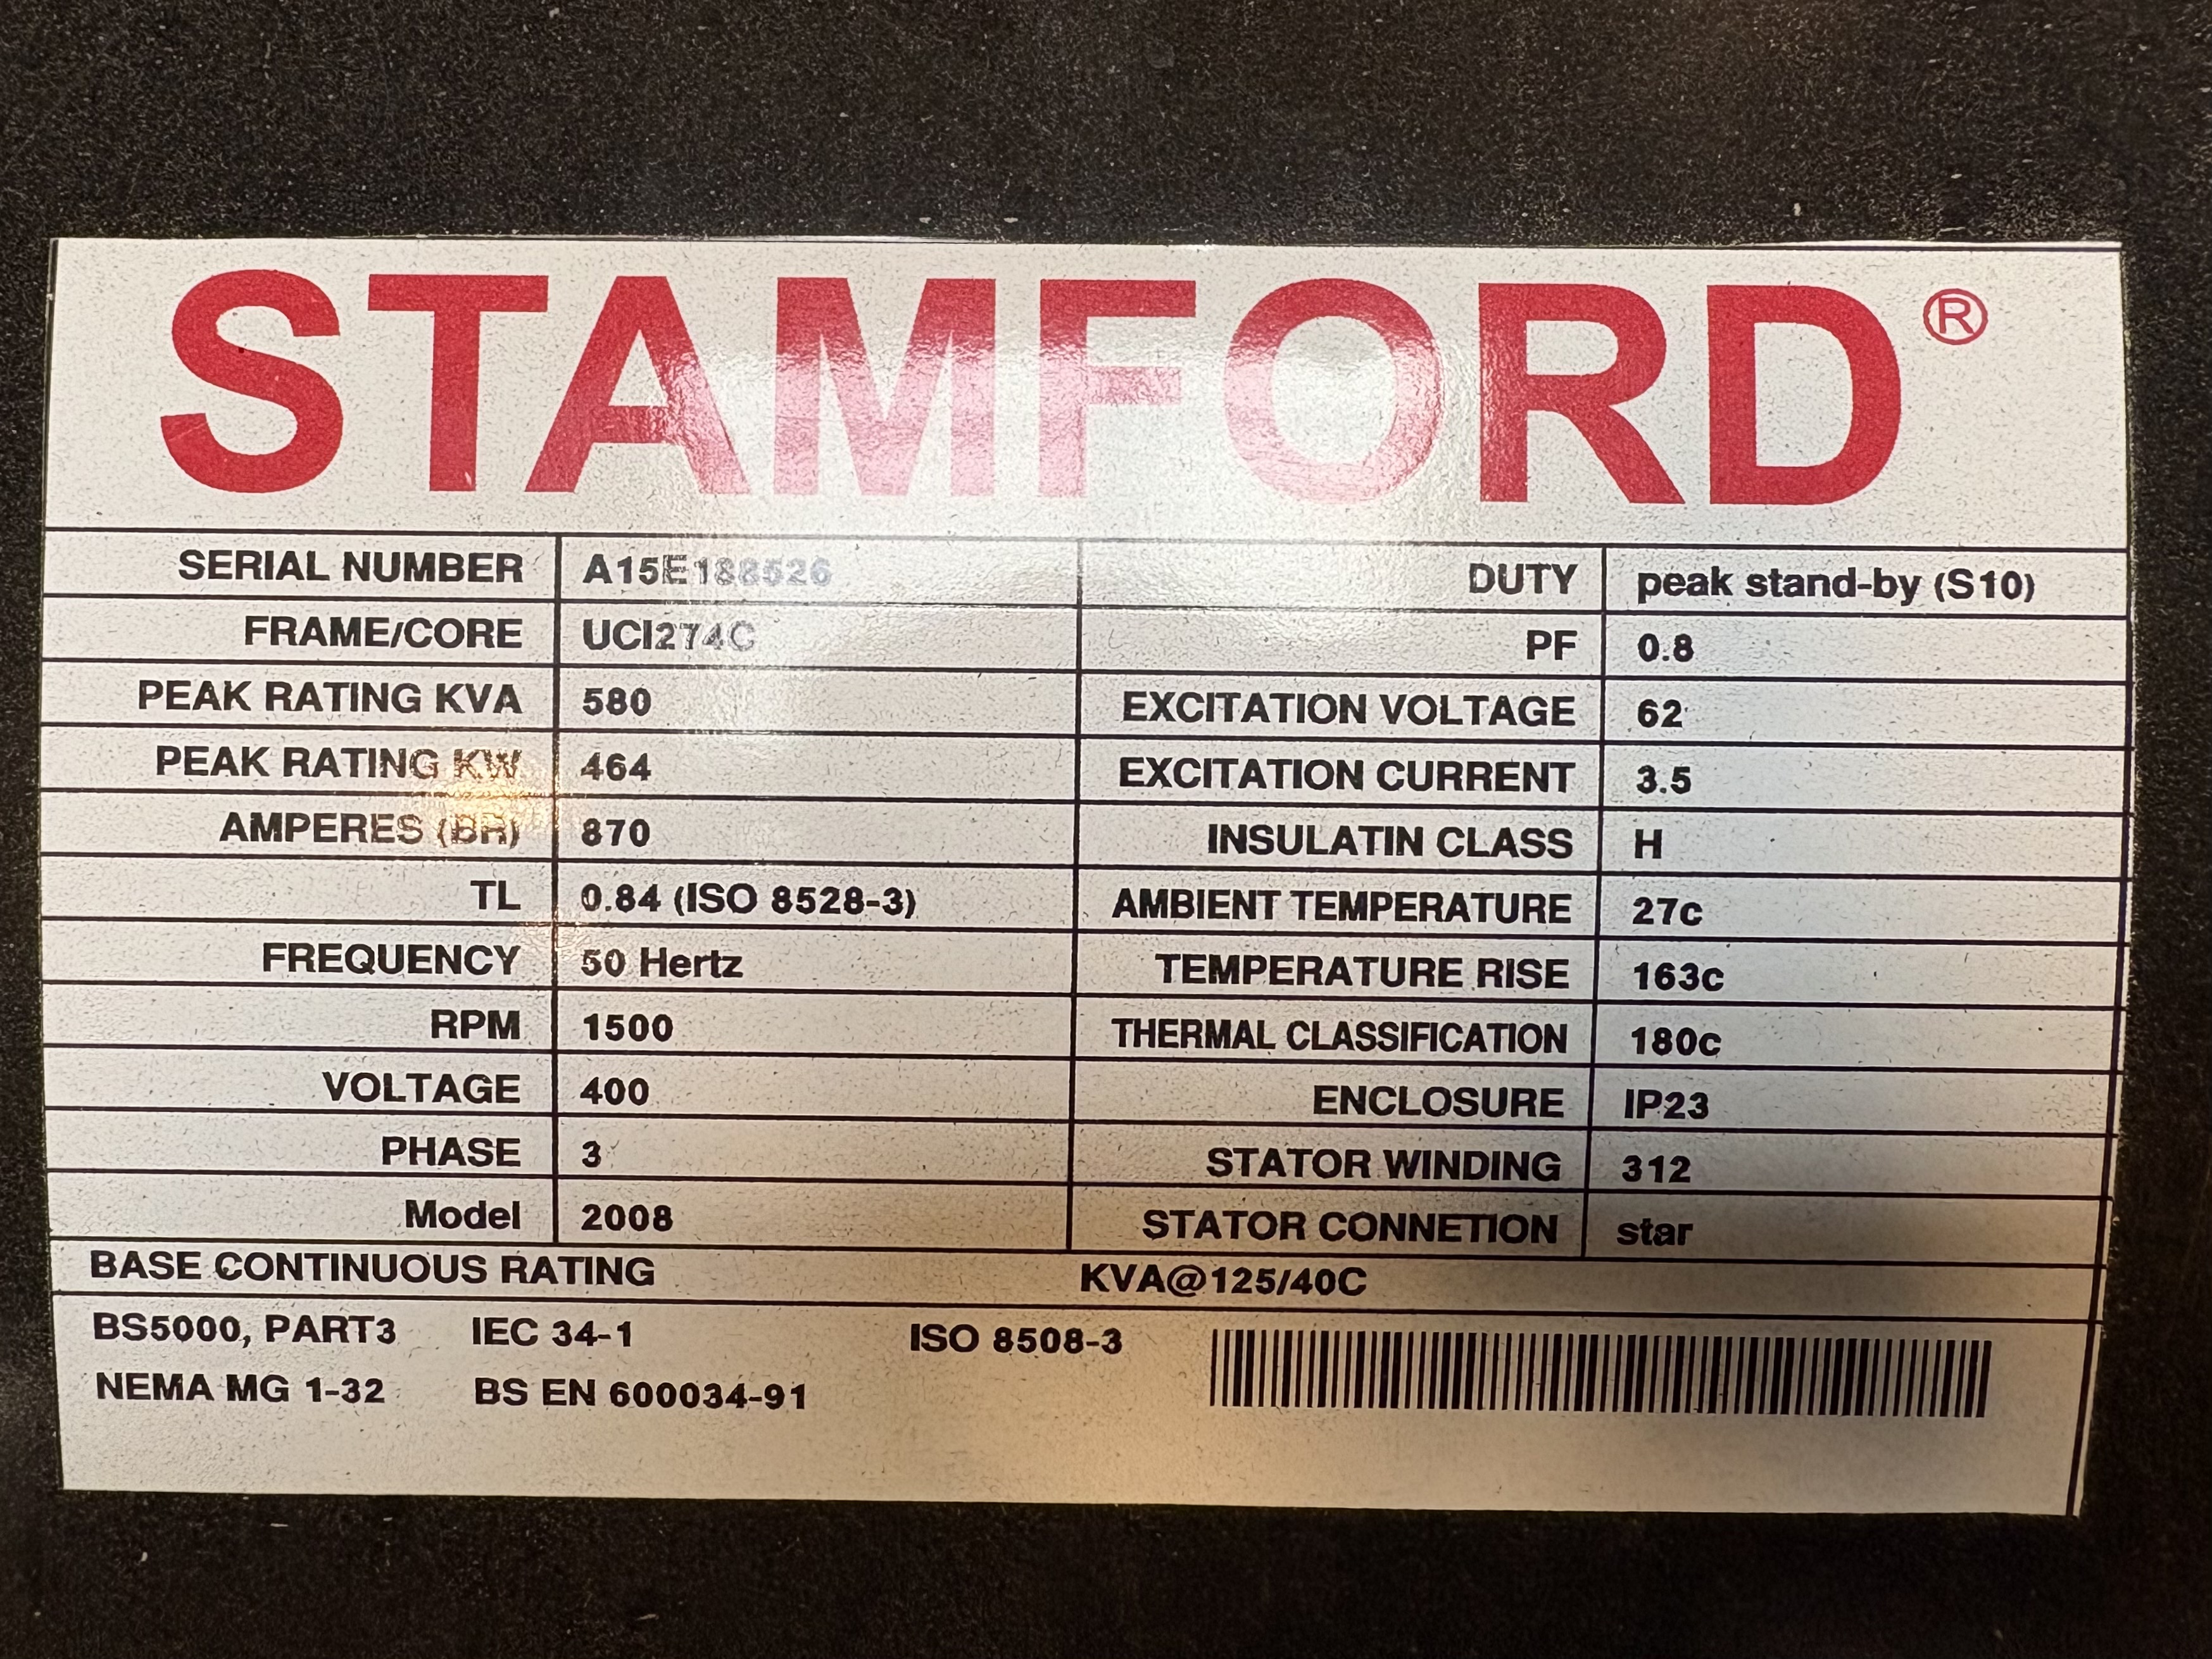 STAMFORD®
SERIAL NUMBER A15E188526 DUTY peak stand-by (S10)
FRAME/CORE UCI274C PF 0.8
PEAK RATING KVA 580 EXCITATION VOLTAGE 62
PEAK RATING KW 464 EXCITATION CURRENT 3.5
AMPERES (BR) 870 INSULATIN CLASS H
TL 0.84 (ISO 8528-3) AMBIENT TEMPERATURE 27c
FREQUENCY 50 Hertz TEMPERATURE RISE 163c
RPM 1500 THERMAL CLASSIFICATION 180c
VOLTAGE 400 ENCLOSURE IP23
PHASE 3 STATOR WINDING 312
Model 2008 STATOR CONNETION star
BASE CONTINUOUS RATING KVA@125/40C
BS5000, PART3 IEC 34-1 ISO 8508-3
NEMA MG 1-32 BS EN 600034-91